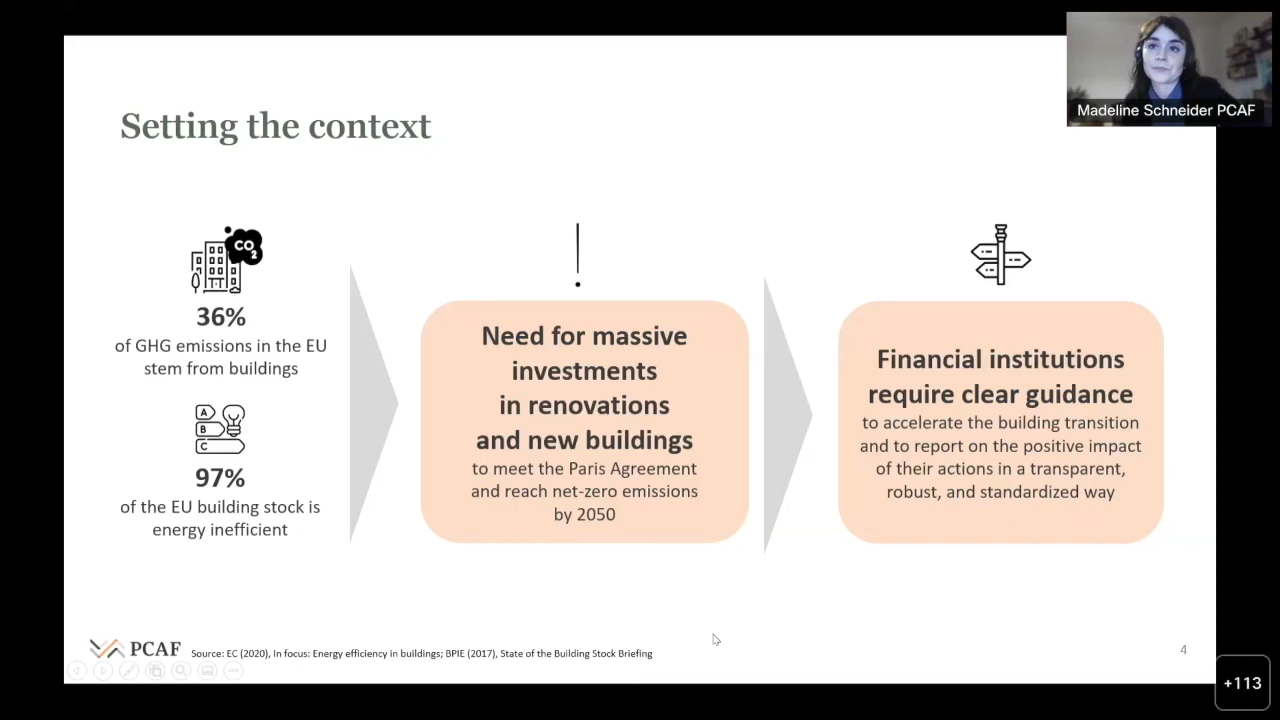 Madeline Schneider PCAF
Setting the context
CO2
36%
of GHG emissions in the EU
stem from buildings
A
B
C
97%
of the EU building stock is
energy inefficient
!
Need for massive
investments
in renovations
and new buildings
to meet the Paris Agreement
and reach net-zero emissions
by 2050
Financial institutions
require clear guidance
to accelerate the building transition
and to report on the positive impact
of their actions in a transparent,
robust, and standardized way
PCAF
Source: EC (2020), In focus: Energy efficiency in buildings; BPIE (2017), State of the Building Stock Briefing
4
+113